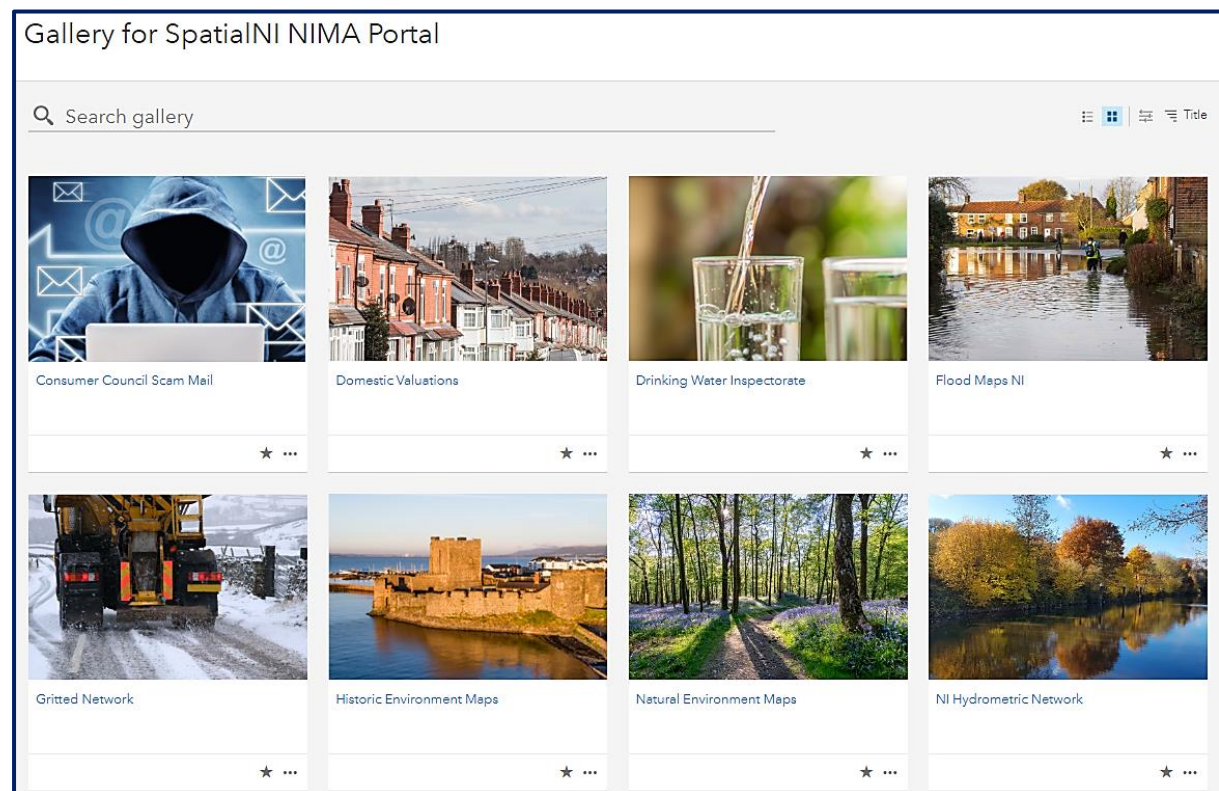 Gallery for SpatialNI NIMA Portal
Search gallery
Title
Consumer Council Scam Mail
Domestic Valuations
Drinking Water Inspectorate
Flood Maps NI
Gritted Network
Historic Environment Maps
Natural Environment Maps
NI Hydrometric Network